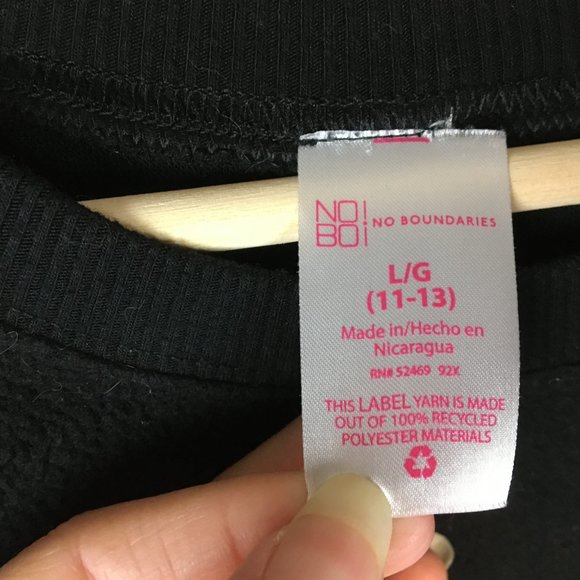 NO!
BO!
NO BOUNDARIES
L/G
(11-13)
Made in/Hecho en
Nicaragua
RN# 52469 92X
THIS LABEL YARN IS MADE
OUT OF 100% RECYCLED
POLYESTER MATERIALS